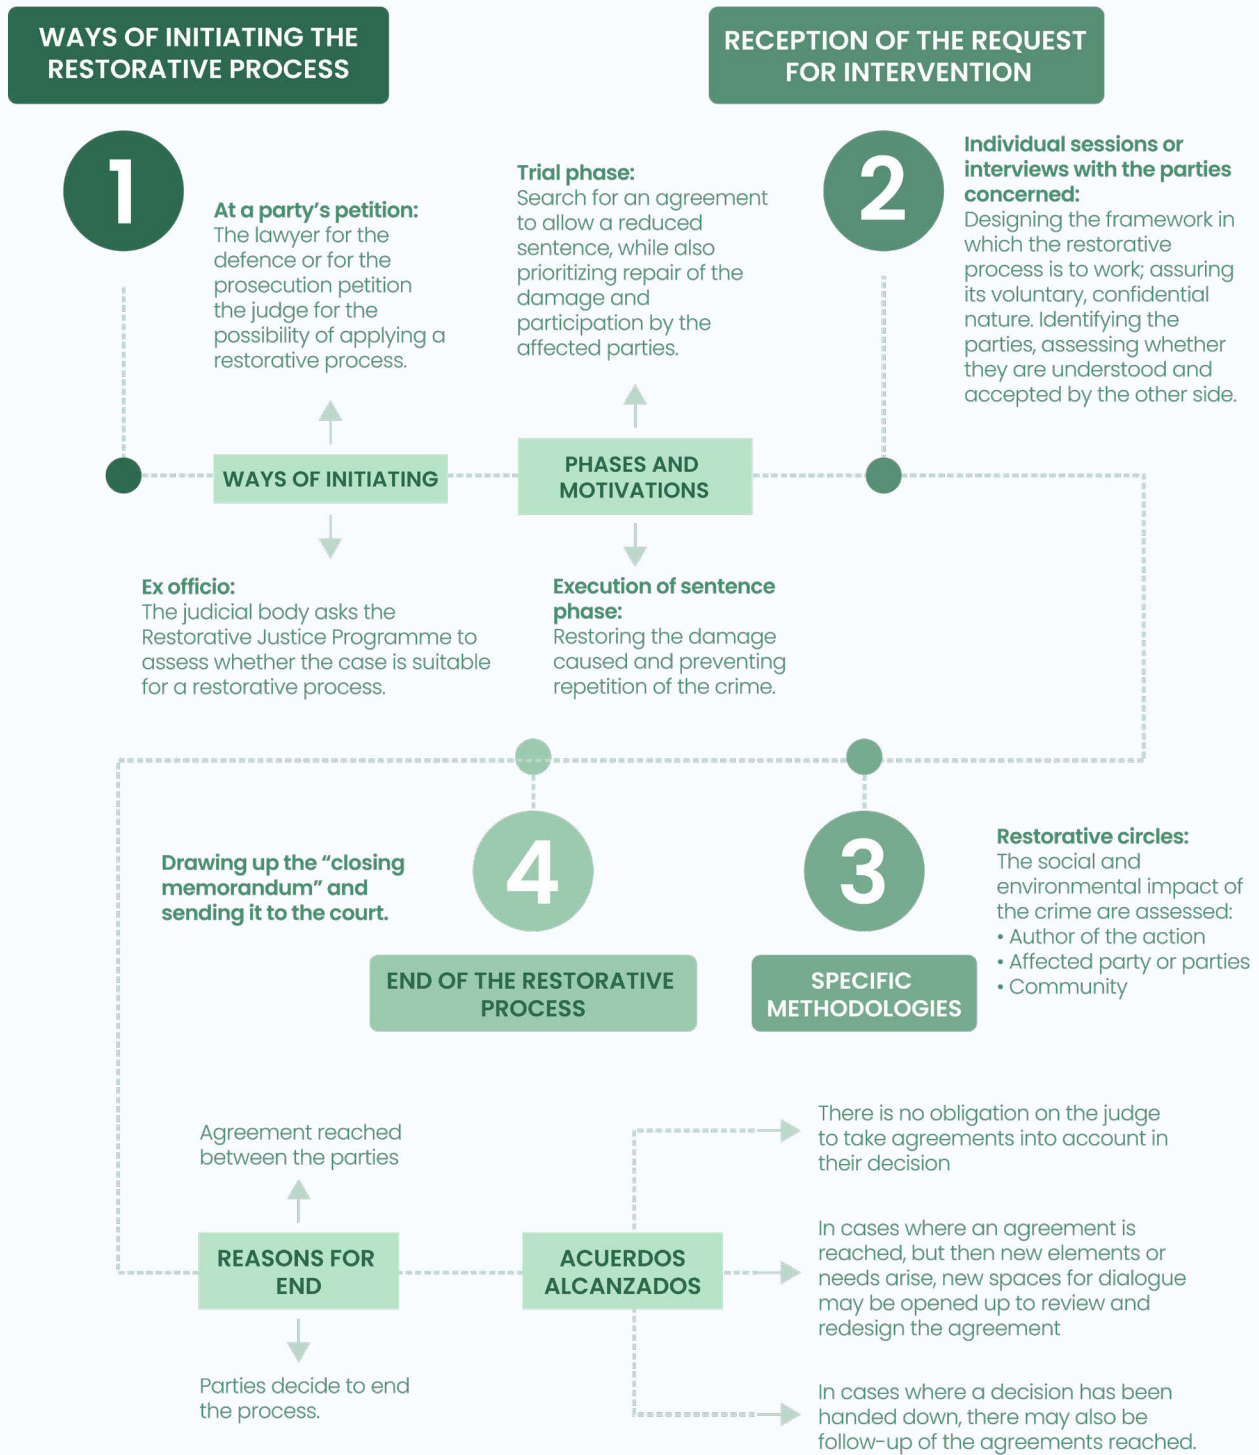 WAYS OF INITIATING THE
RESTORATIVE PROCESS
1
At a party’s petition:
The lawyer for the
defence or for the
prosecution petition
the judge for the
possibility of applying a
restorative process.
WAYS OF INITIATING
Ex officio:
The judicial body asks the
Restorative Justice Programme to
assess whether the case is suitable
for a restorative process.
Trial phase:
Search for an agreement
to allow a reduced
sentence, while also
prioritizing repair of the
damage and
participation by the
affected parties.
PHASES AND
MOTIVATIONS
Execution of sentence
phase:
Restoring the damage
caused and preventing
repetition of the crime.
RECEPTION OF THE REQUEST
FOR INTERVENTION
2
Individual sessions or
interviews with the parties
concerned:
Designing the framework in
which the restorative
process is to work; assuring
its voluntary, confidential
nature. Identifying the
parties, assessing whether
they are understood and
accepted by the other side.
3
SPECIFIC
METHODOLOGIES
Restorative circles:
The social and
environmental impact of
the crime are assessed:
• Author of the action
• Affected party or parties
• Community
4
END OF THE RESTORATIVE
PROCESS
Drawing up the “closing
memorandum” and
sending it to the court.
Agreement reached
between the parties
REASONS FOR
END
Parties decide to end
the process.
ACUERDOS
ALCANZADOS
There is no obligation on the judge
to take agreements into account in
their decision
In cases where an agreement is
reached, but then new elements or
needs arise, new spaces for dialogue
may be opened up to review and
redesign the agreement
In cases where a decision has been
handed down, there may also be
follow-up of the agreements reached.